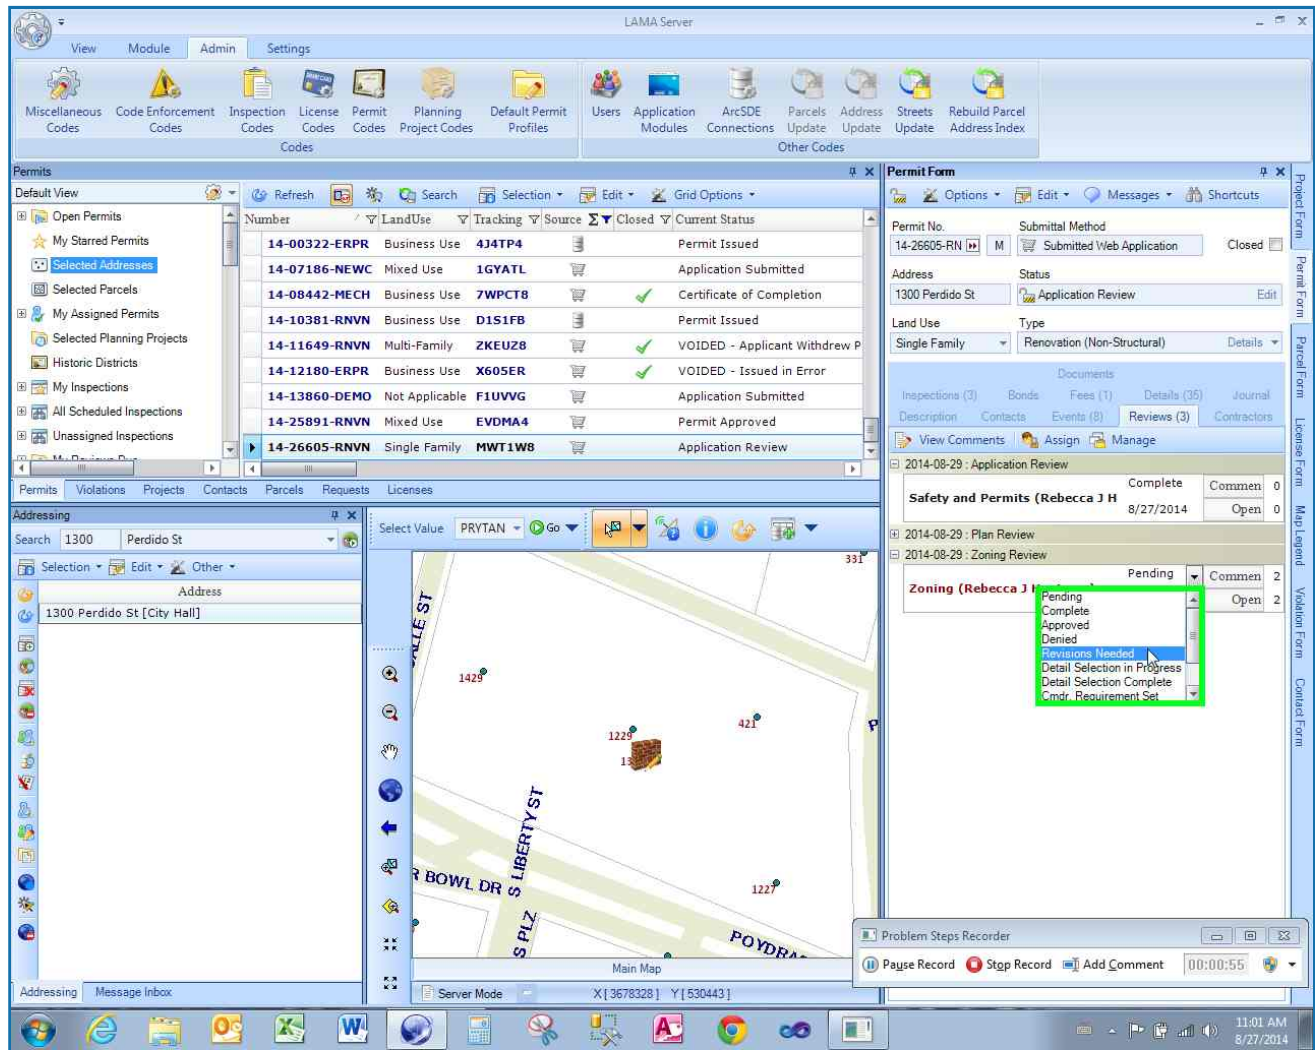 LAMA Server
View Module Admin Settings
Miscellaneous Codes
Code Enforcement Codes
Inspection Codes
License Codes
Permit Codes
Planning Project Codes
Default Permit Profiles
Users
Application Modules
ArcSDE Connections
Parcels Update
Address Update
Streets Update
Rebuild Parcel Address Index
Codes
Other Codes
Permits
Default View
Open Permits
My Starred Permits
Selected Addresses
Selected Parcels
My Assigned Permits
Selected Planning Projects
Historic Districts
My Inspections
All Scheduled Inspections
Unassigned Inspections
Refresh Search Selection Edit Grid Options
Number LandUse Tracking Source Σ Closed Current Status
14-00322-ERPR Business Use 4J4TP4 Permit Issued
14-07186-NEWC Mixed Use 1GYATL Application Submitted
14-08442-MECH Business Use 7WPCT8 Certificate of Completion
14-10381-RNVN Business Use D1S1FB Permit Issued
14-11649-RNVN Multi-Family ZKEUZ8 VOIDED - Applicant Withdrew P
14-12180-ERPR Business Use X605ER VOIDED - Issued in Error
14-13860-DEMO Not Applicable F1UVVG Application Submitted
14-25891-RNVN Mixed Use EVDMA4 Permit Approved
14-26605-RNVN Single Family MWT1W8 Application Review
Permits Violations Projects Contacts Parcels Requests Licenses
Addressing
Search 1300 Perdido St
Selection Edit Other
Address
1300 Perdido St [City Hall]
Addressing Message Inbox
Select Value PRYTAN Go
331
ALLE ST
1429
421
1229
13
P
S LIBERTY ST
R BOWL DR
1227
S PLZ
POYDRA
Main Map
Server Mode X [ 3678328 ] Y [ 530443 ]
Permit Form
Options Edit Messages Shortcuts
Permit No. Submittal Method
14-26605-RN M Submitted Web Application Closed
Address Status
1300 Perdido St Application Review Edit
Land Use Type
Single Family Renovation (Non-Structural) Details
Documents
Inspections (3) Bonds Fees (1) Details (35) Journal
Description Contacts Events (8) Reviews (3) Contractors
View Comments Assign Manage
2014-08-29 : Application Review
Safety and Permits (Rebecca J H Complete 8/27/2014 Commen 0
Open 0
2014-08-29 : Plan Review
2014-08-29 : Zoning Review
Zoning (Rebecca J Pending Commen 2
Open 2
Pending
Complete
Approved
Denied
Revisions Needed
Detail Selection in Progress
Detail Selection Complete
Cmdr. Requirement Set
Project Form
Permit Form
Parcel Form
License Form
Map Legend
Violation Form
Contact Form
Problem Steps Recorder
Pause Record Stop Record Add Comment 00:00:55
11:01 AM
8/27/2014